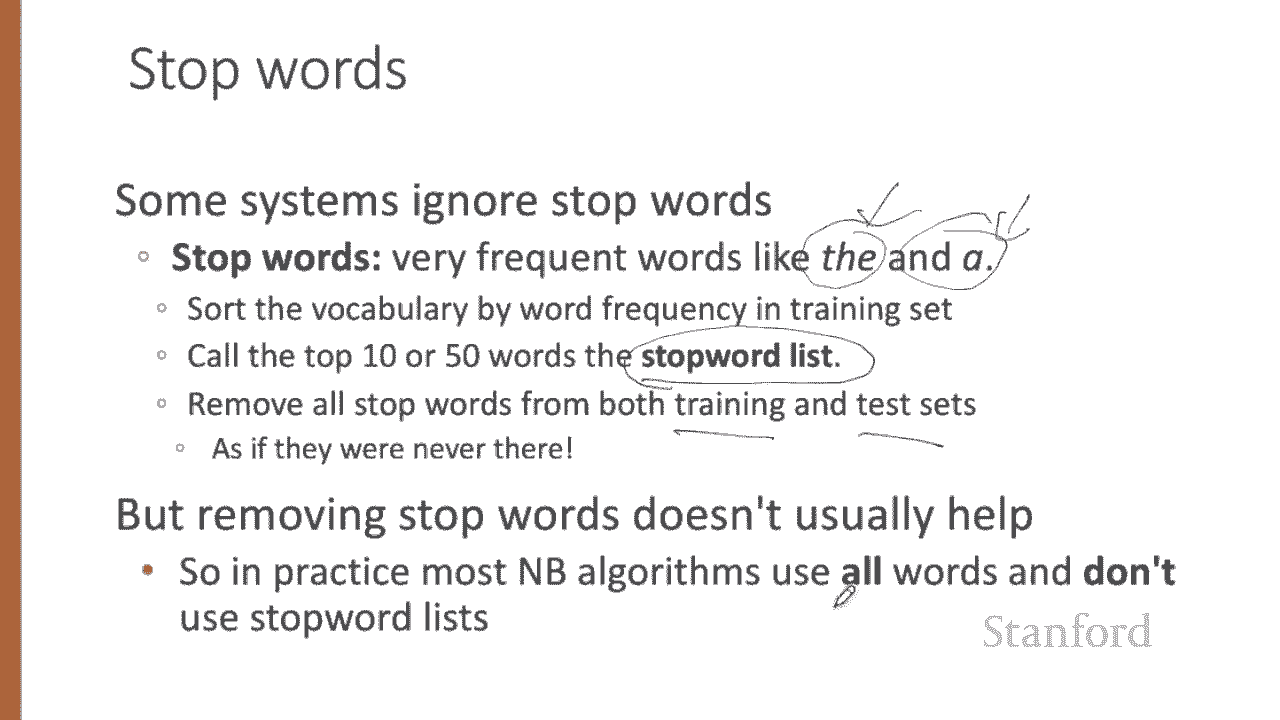 Stop words
Some systems ignore stop words
Stop words: very frequent words like the and a.
Sort the vocabulary by word frequency in training set
Call the top 10 or 50 words the stopword list.
Remove all stop words from both training and test sets
As if they were never there!
But removing stop words doesn't usually help
So in practice most NB algorithms use all words and don't
use stopword lists
Stanford